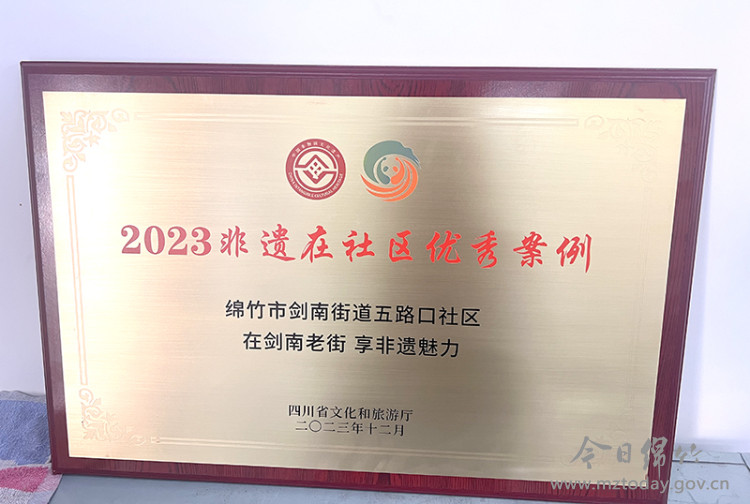 2023非遗在社区优秀案例
绵竹市剑南街道五路口社区
在剑南老街 享非遗魅力
四川省文化和旅游厅
二〇二三年十二月
今日绵竹
www.mztoday.gov.cn